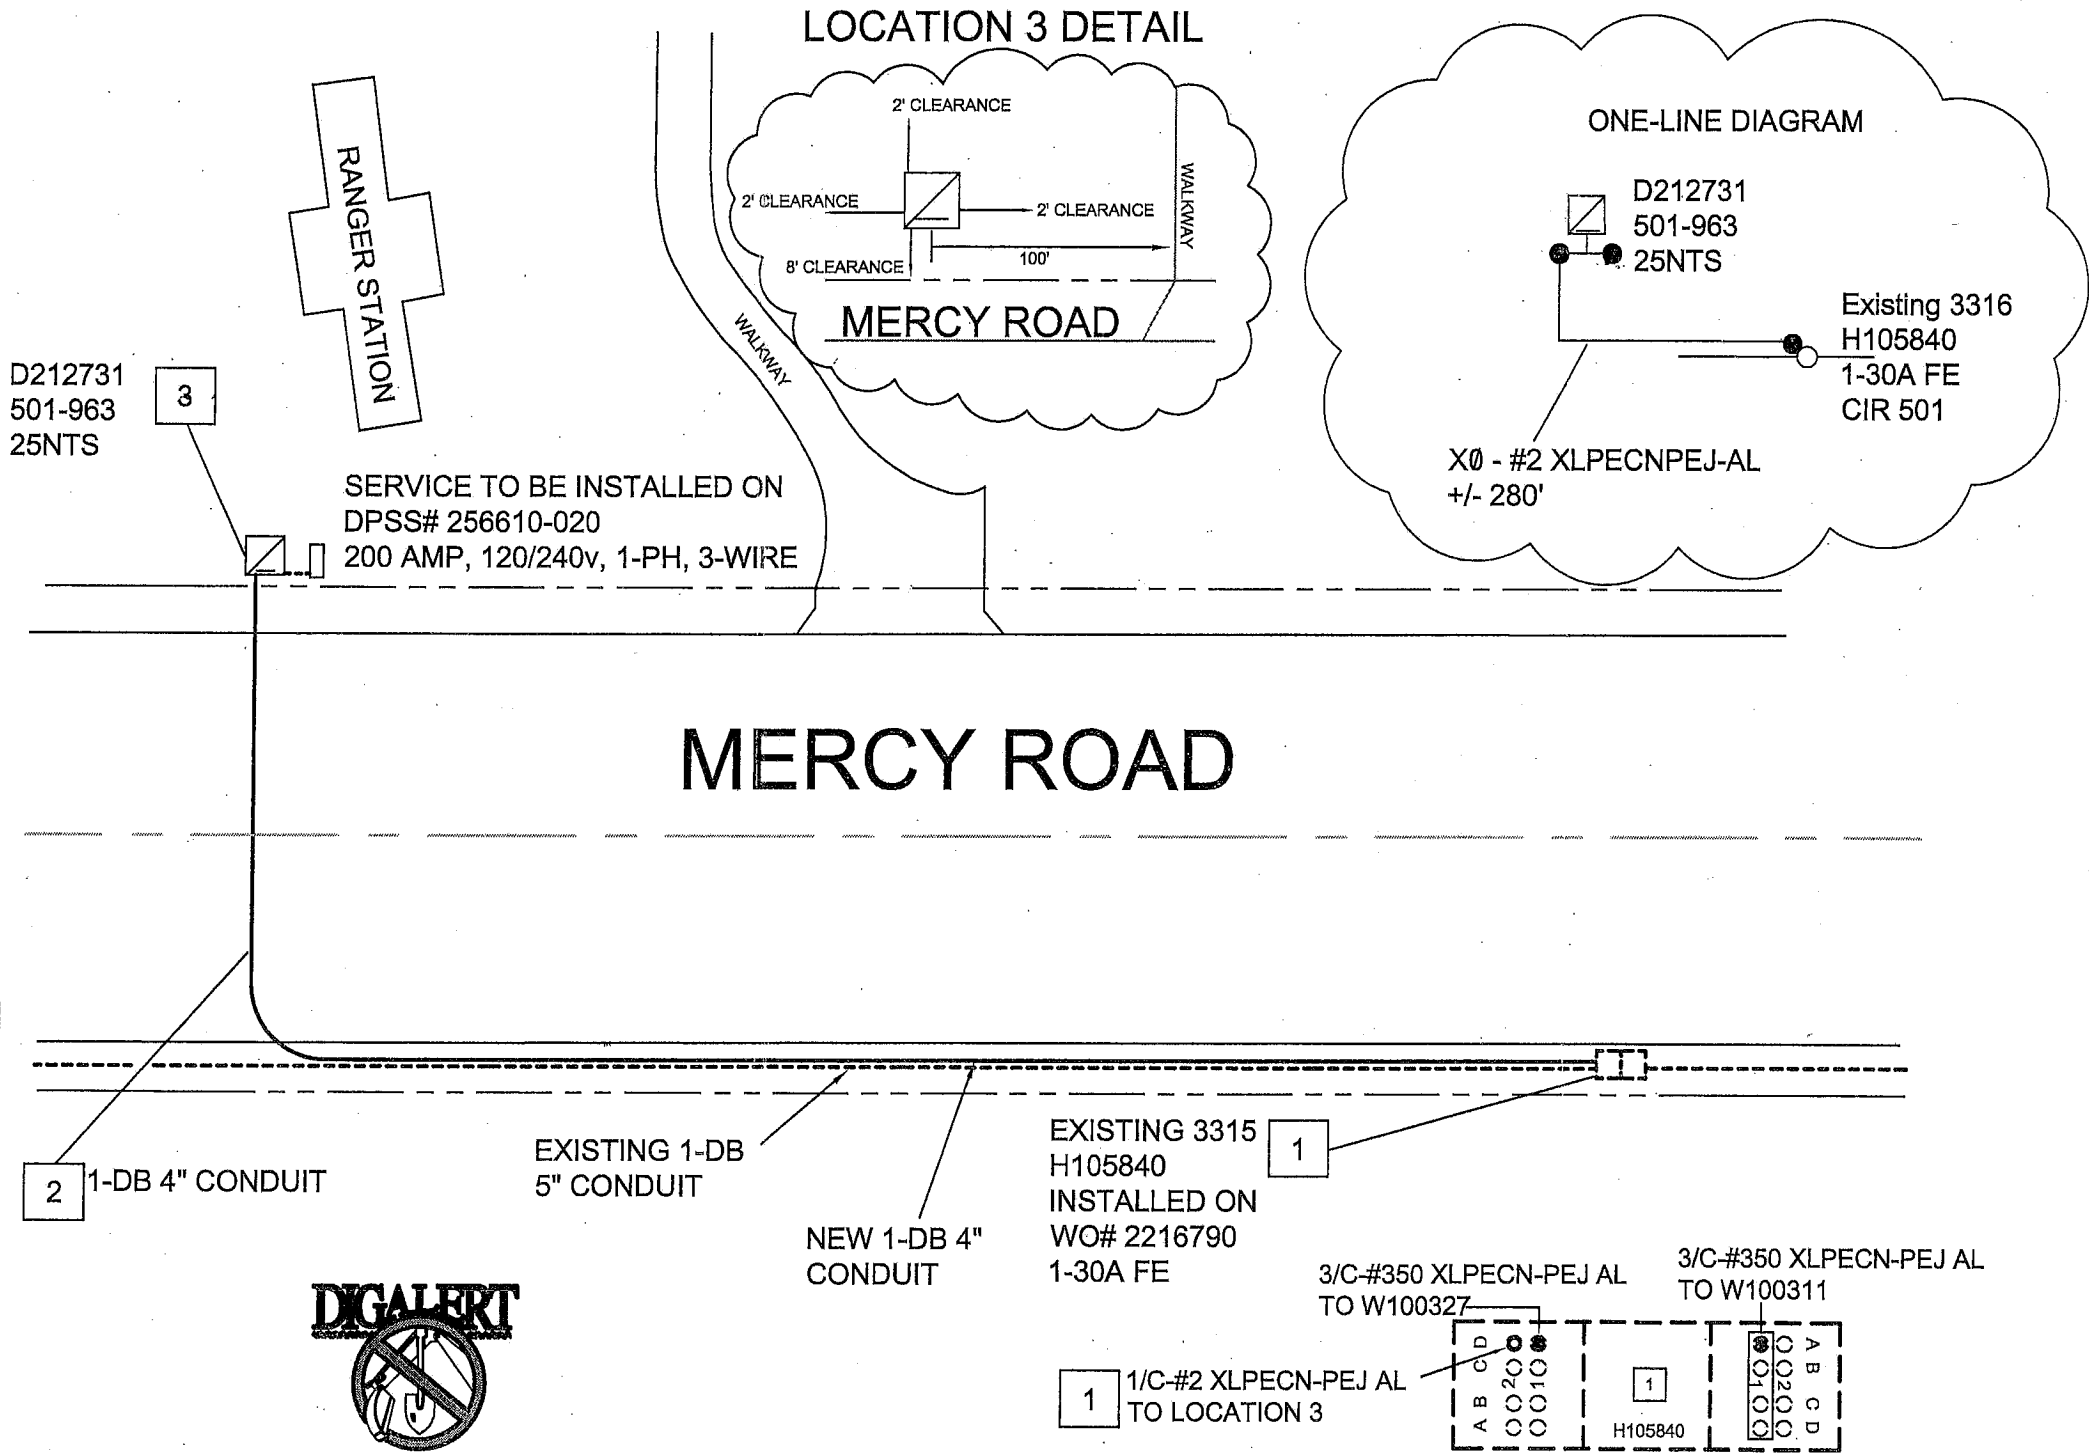 LOCATION 3 DETAIL
2' CLEARANCE
2' CLEARANCE
2' CLEARANCE
8' CLEARANCE
100'
WALKWAY
MERCY ROAD
ONE-LINE DIAGRAM
D212731
501-963
25NTS
Existing 3316
H105840
1-30A FE
CIR 501
XØ - #2 XLPECNPEJ-AL
+/- 280'
RANGER STATION
WALKWAY
D212731
501-963
25NTS
3
SERVICE TO BE INSTALLED ON
DPSS# 256610-020
200 AMP, 120/240v, 1-PH, 3-WIRE
MERCY ROAD
2
1-DB 4" CONDUIT
EXISTING 1-DB
5" CONDUIT
NEW 1-DB 4"
CONDUIT
EXISTING 3315
H105840
INSTALLED ON
WO# 2216790
1-30A FE
1
DIGALERT
3/C-#350 XLPECN-PEJ AL
TO W100327
3/C-#350 XLPECN-PEJ AL
TO W100311
1
1/C-#2 XLPECN-PEJ AL
TO LOCATION 3
A B C D
2
1
1
H105840
1
2
A B C D